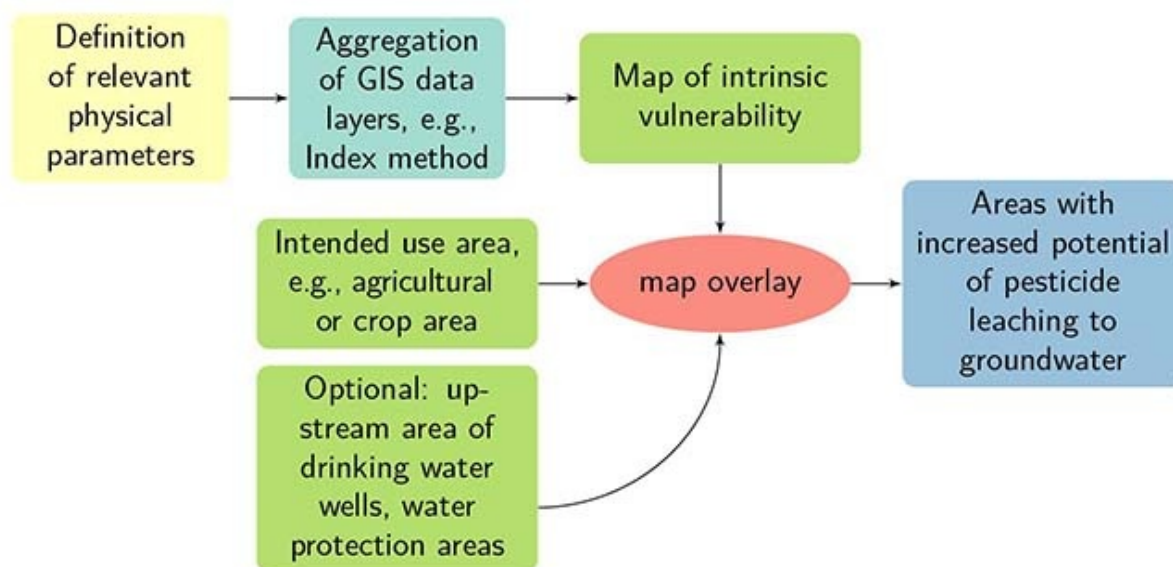 Definition
of relevant
physical
parameters
Aggregation
of GIS data
layers, e.g.,
Index method
Map of intrinsic
vulnerability
Intended use area,
e.g., agricultural
or crop area
map overlay
Areas with
increased potential
of pesticide
leaching to
groundwater
Optional: up-
stream area of
drinking water
wells, water
protection areas